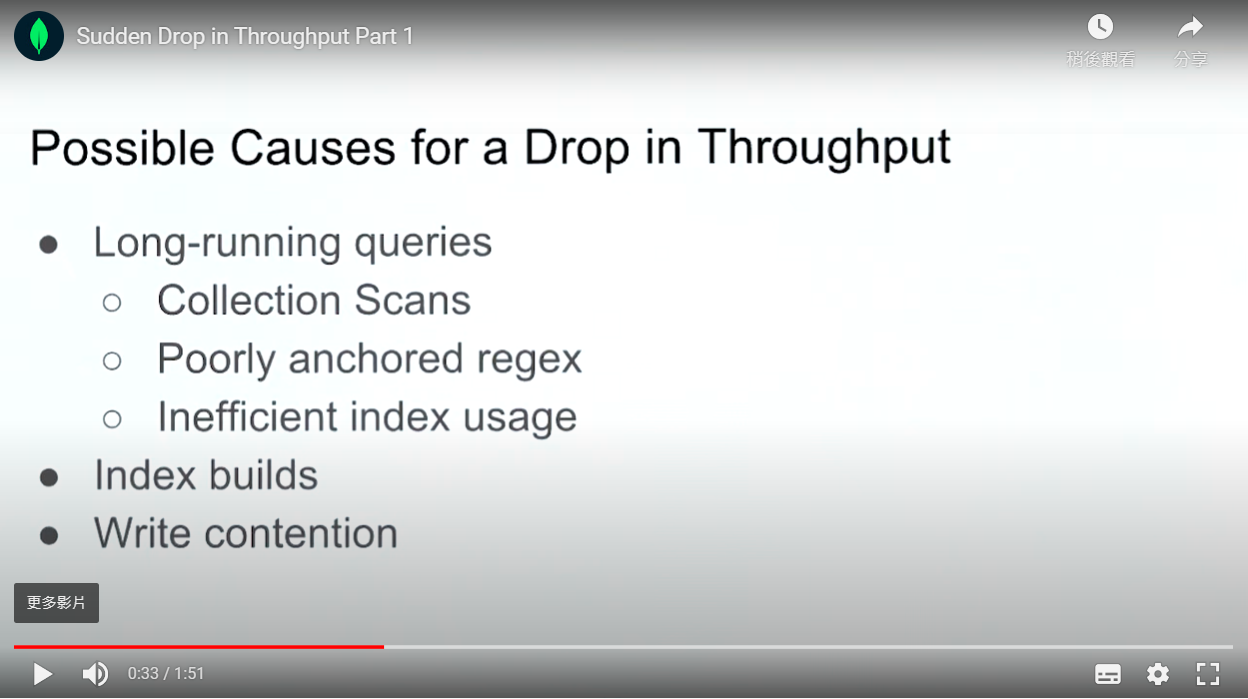 Sudden Drop in Throughput Part 1
稍後觀看
分享
Possible Causes for a Drop in Throughput
● Long-running queries
○ Collection Scans
○ Poorly anchored regex
○ Inefficient index usage
● Index builds
● Write contention
更多影片
0:33 / 1:51